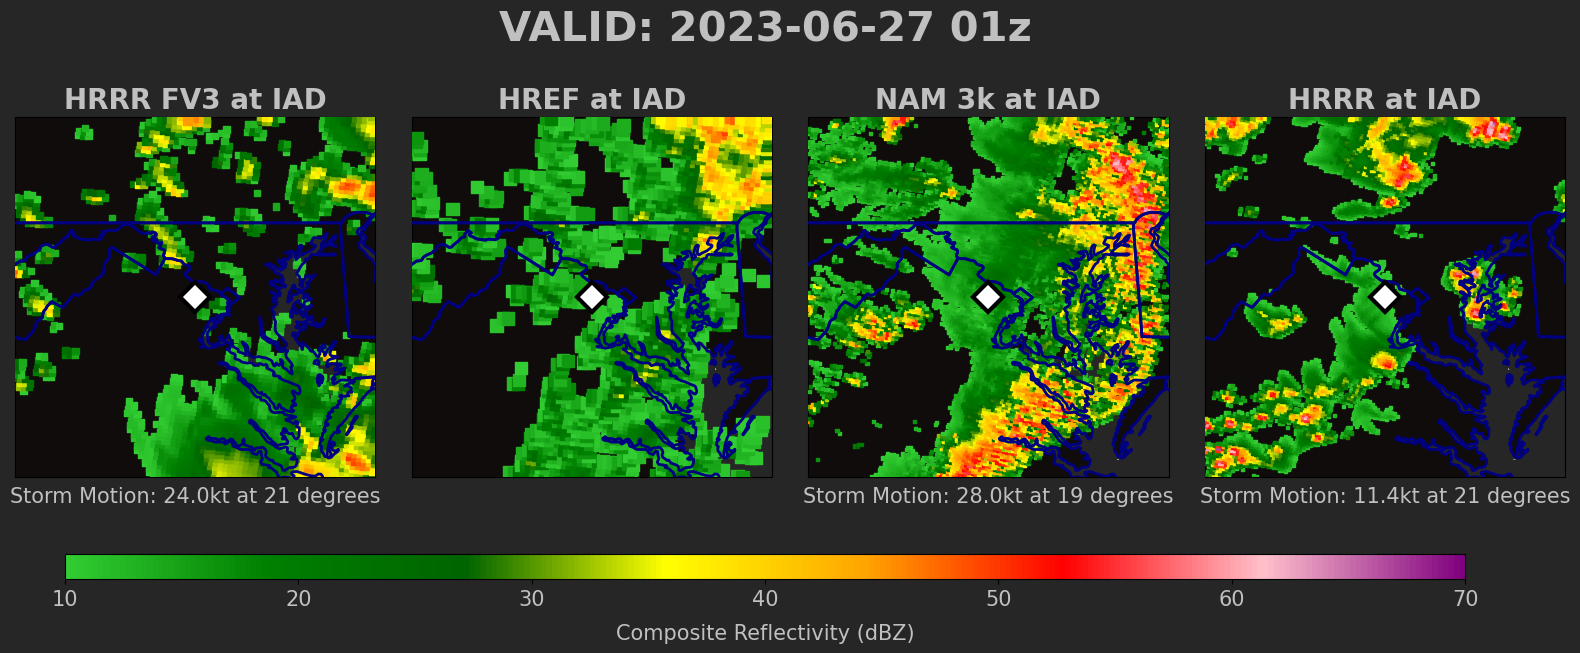 VALID: 2023-06-27 01z
HRRR FV3 at IAD
HREF at IAD
NAM 3k at IAD
HRRR at IAD
Storm Motion: 24.0kt at 21 degrees
Storm Motion: 28.0kt at 19 degrees
Storm Motion: 11.4kt at 21 degrees
10 20 30 40 50 60 70
Composite Reflectivity (dBZ)